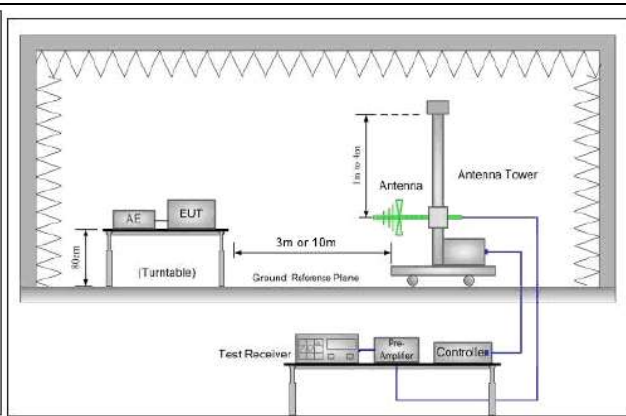 1m to 4m
Antenna
Antenna Tower
AE
EUT
80cm
3m or 10m
(Turntable)
Ground Reference Plane
Test Receiver
Pre-
Amplifier
Controller